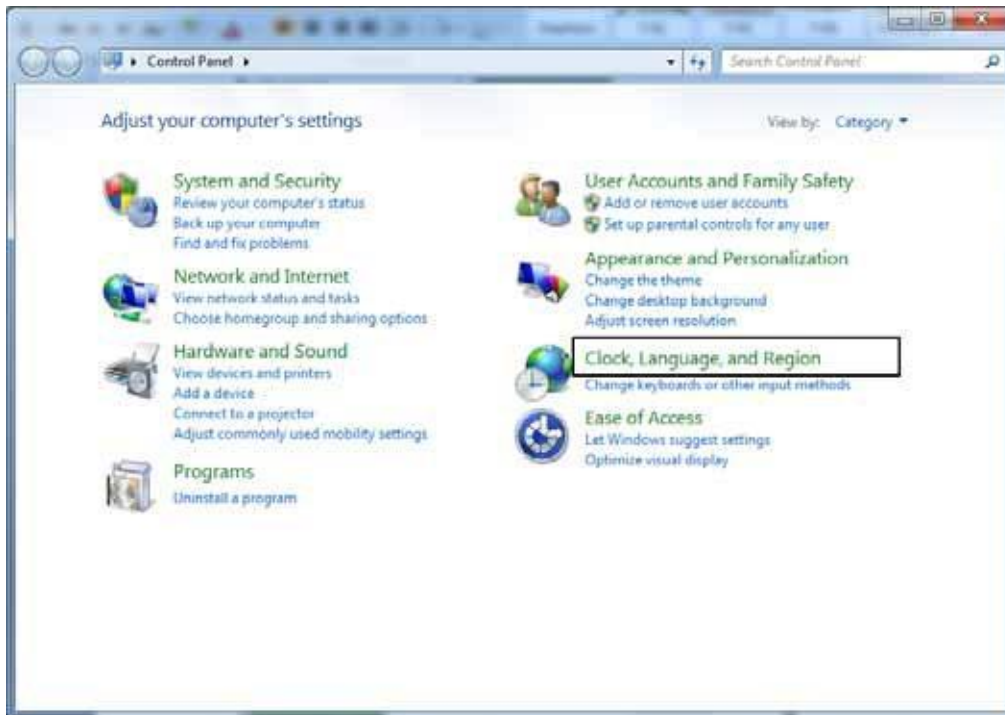 Control Panel
Search Control Panel
Adjust your computer's settings
View by: Category
System and Security
Review your computer's status
Back up your computer
Find and fix problems
Network and Internet
View network status and tasks
Choose homegroup and sharing options
Hardware and Sound
View devices and printers
Add a device
Connect to a projector
Adjust commonly used mobility settings
Programs
Uninstall a program
User Accounts and Family Safety
Add or remove user accounts
Set up parental controls for any user
Appearance and Personalization
Change the theme
Change desktop background
Adjust screen resolution
Clock, Language, and Region
Change keyboards or other input methods
Ease of Access
Let Windows suggest settings
Optimize visual display